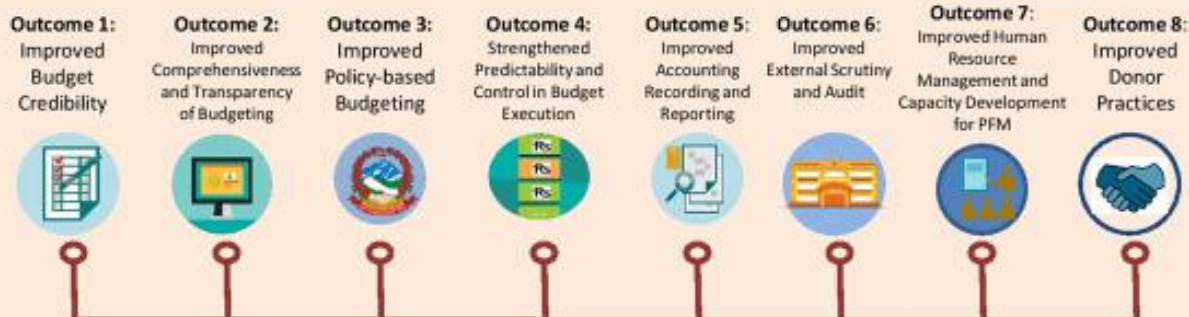 Outcome 1:
Improved
Budget
Credibility
Outcome 2:
Improved
Comprehensiveness
and Transparency
of Budgeting
Outcome 3:
Improved
Policy-based
Budgeting
Outcome 4:
Strengthened
Predictability and
Control in Budget
Execution
Rs
Rs
Rs
Outcome 5:
Improved
Accounting
Recording and
Reporting
Outcome 6:
Improved
External Scrutiny
and Audit
Outcome 7:
Improved Human
Resource
Management and
Capacity Development
for PFM
Outcome 8:
Improved
Donor
Practices